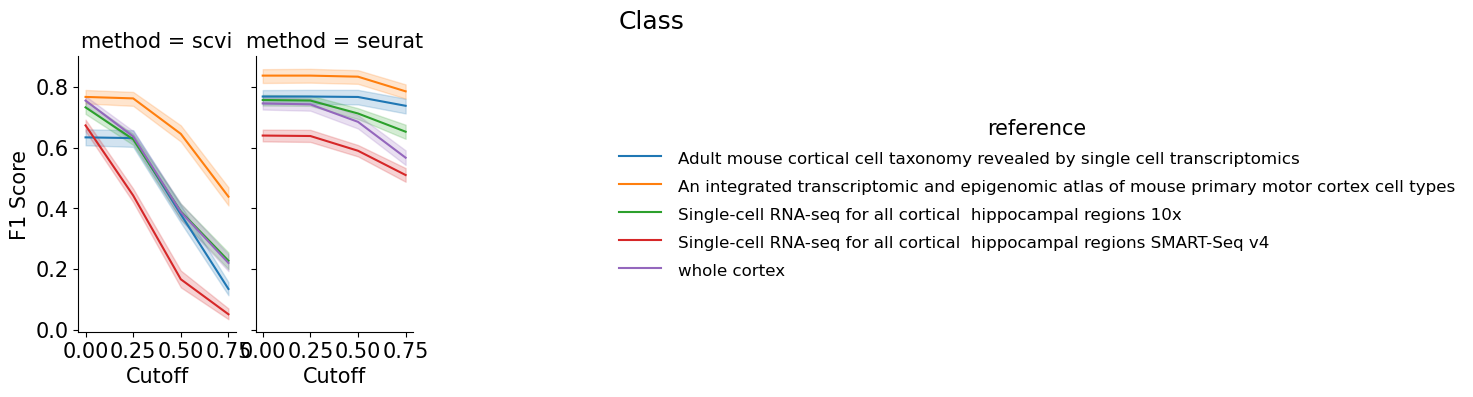 Class
method = scvi method = seurat
F1 Score
0.8
0.6
0.4
0.2
0.0
0.00 0.25 0.50 0.75 0.00 0.25 0.50 0.75
Cutoff Cutoff
reference
Adult mouse cortical cell taxonomy revealed by single cell transcriptomics
An integrated transcriptomic and epigenomic atlas of mouse primary motor cortex cell types
Single-cell RNA-seq for all cortical  hippocampal regions 10x
Single-cell RNA-seq for all cortical  hippocampal regions SMART-Seq v4
whole cortex